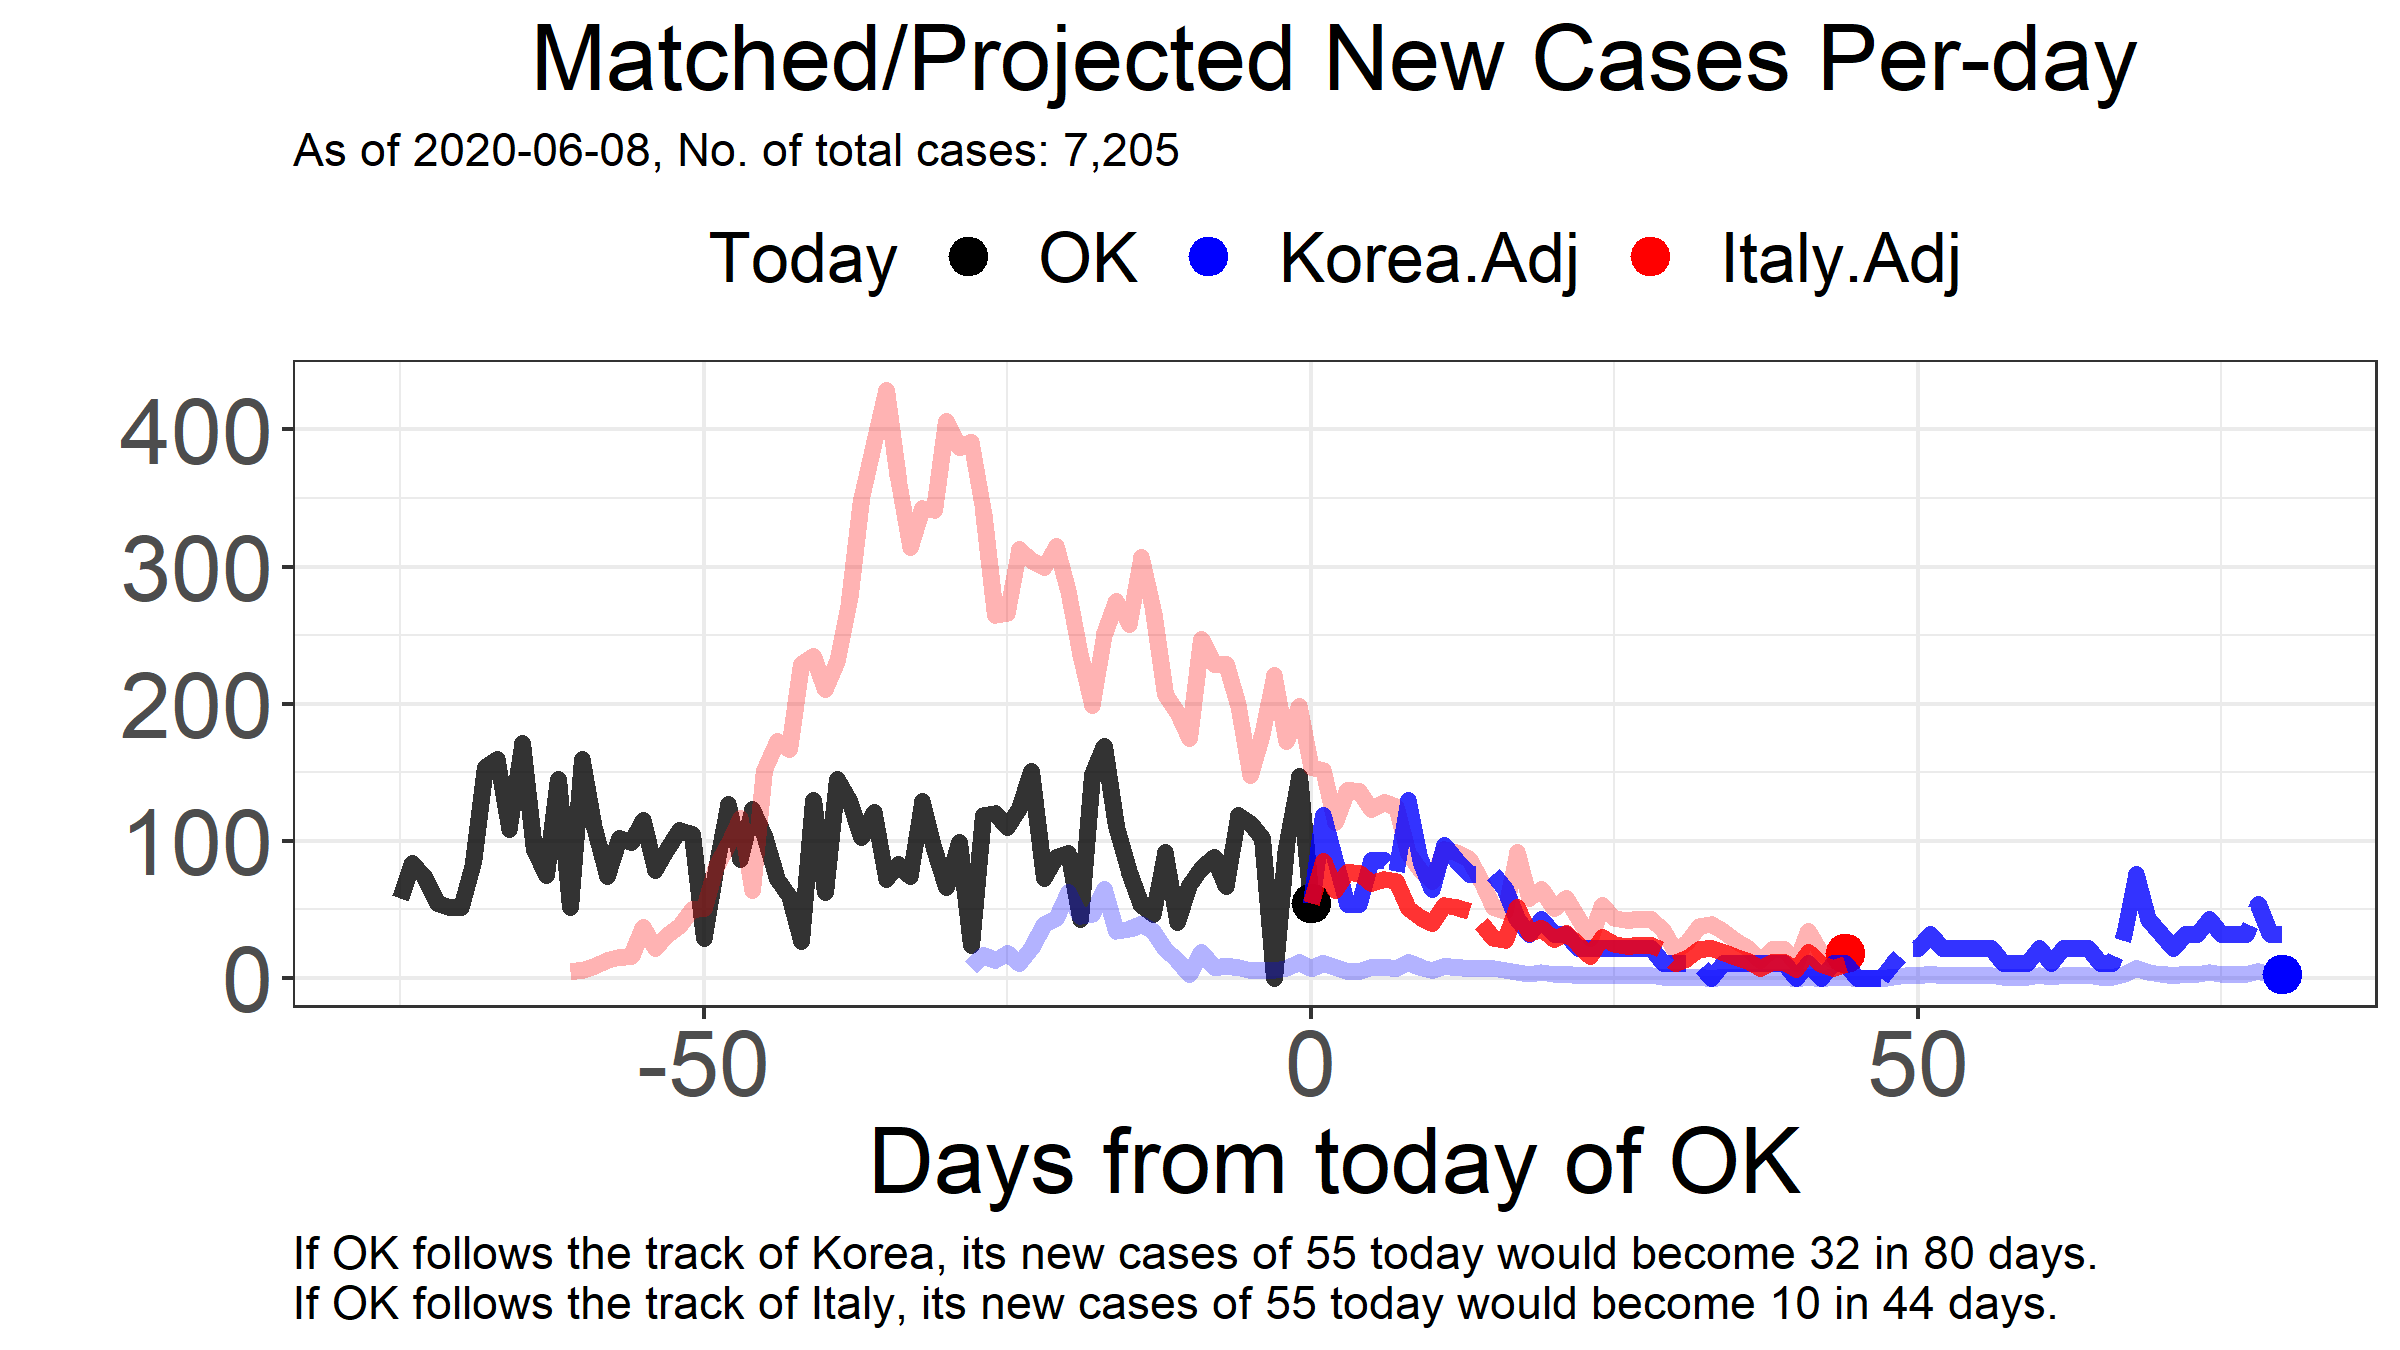 Matched/Projected New Cases Per-day
As of 2020-06-08, No. of total cases: 7,205
Today OK Korea.Adj Italy.Adj
400
300
200
100
0
-50 0 50
Days from today of OK
If OK follows the track of Korea, its new cases of 55 today would become 32 in 80 days.
If OK follows the track of Italy, its new cases of 55 today would become 10 in 44 days.